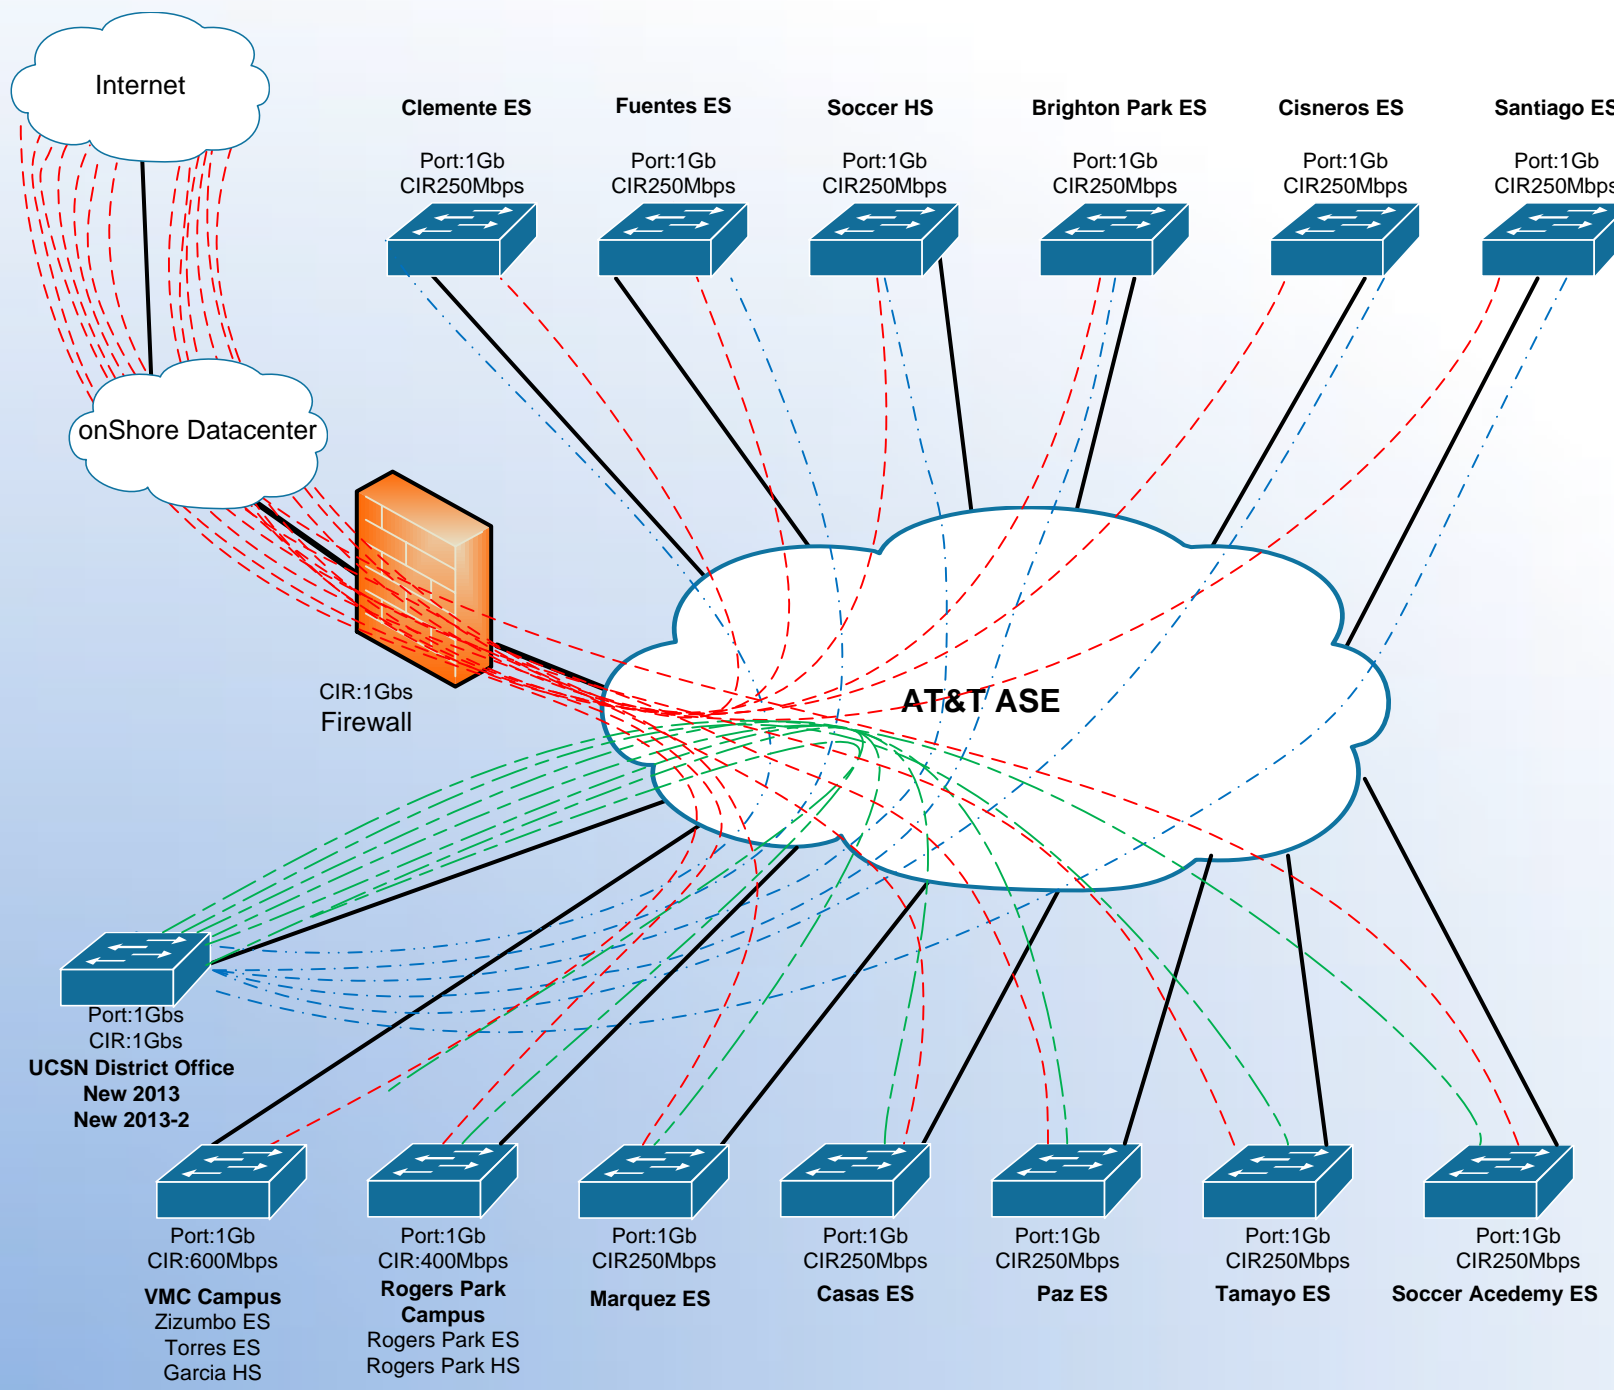 Internet
Clemente ES
Fuentes ES
Soccer HS
Brighton Park ES
Cisneros ES
Santiago ES
Port:1Gb
CIR250Mbps
Port:1Gb
CIR250Mbps
Port:1Gb
CIR250Mbps
Port:1Gb
CIR250Mbps
Port:1Gb
CIR250Mbps
Port:1Gb
CIR250Mbps
onShore Datacenter
CIR:1Gbs
Firewall
AT&T ASE
Port:1Gbs
CIR:1Gbs
UCSN District Office
New 2013
New 2013-2
Port:1Gb
CIR:600Mbps
VMC Campus
Zizumbo ES
Torres ES
Garcia HS
Port:1Gb
CIR:400Mbps
Rogers Park
Campus
Rogers Park ES
Rogers Park HS
Port:1Gb
CIR250Mbps
Marquez ES
Port:1Gb
CIR250Mbps
Casas ES
Port:1Gb
CIR250Mbps
Paz ES
Port:1Gb
CIR250Mbps
Tamayo ES
Port:1Gb
CIR250Mbps
Soccer Acedemy ES